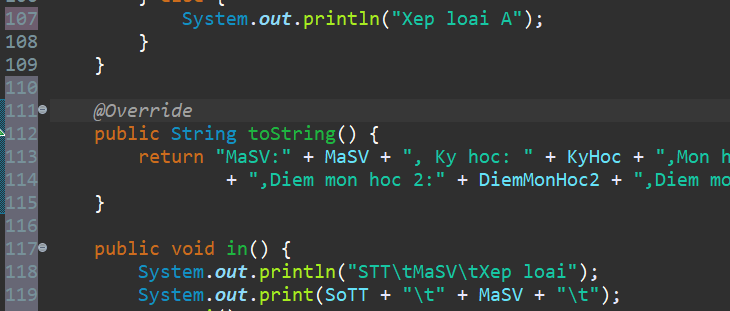 } else {
107 System.out.println("Xep loai A");
108 }
109 }
110
111 @Override
112 public String toString() {
113 return "MaSV:" + MaSV + ", Ky hoc: " + KyHoc + ",Mon h
114 + ",Diem mon hoc 2:" + DiemMonHoc2 + ",Diem mo
115 }
116
117 public void in() {
118 System.out.println("STT\tMaSV\tXep loai");
119 System.out.print(SoTT + "\t" + MaSV + "\t");